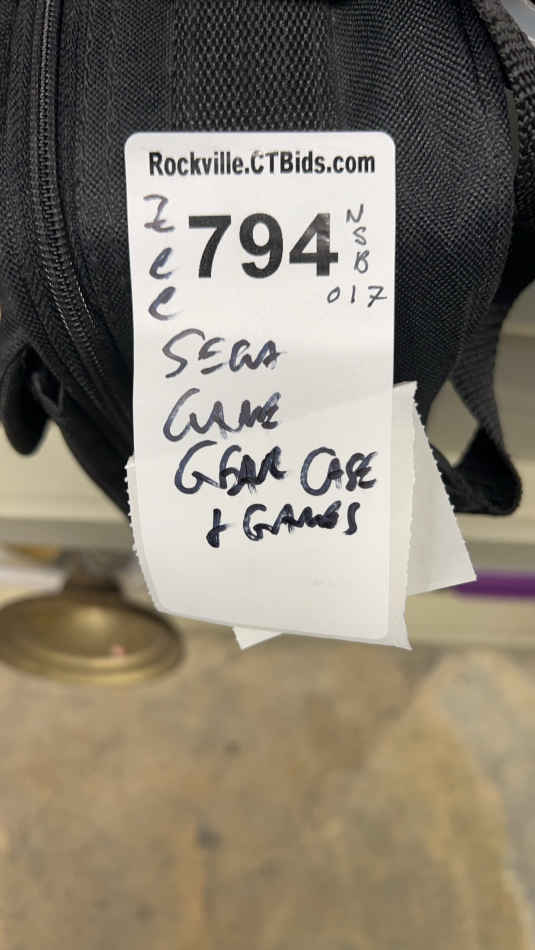 Rockville.CTBids.com
794
NSB
017
SEGA
GAME
GEAR CASE
+ GAMES